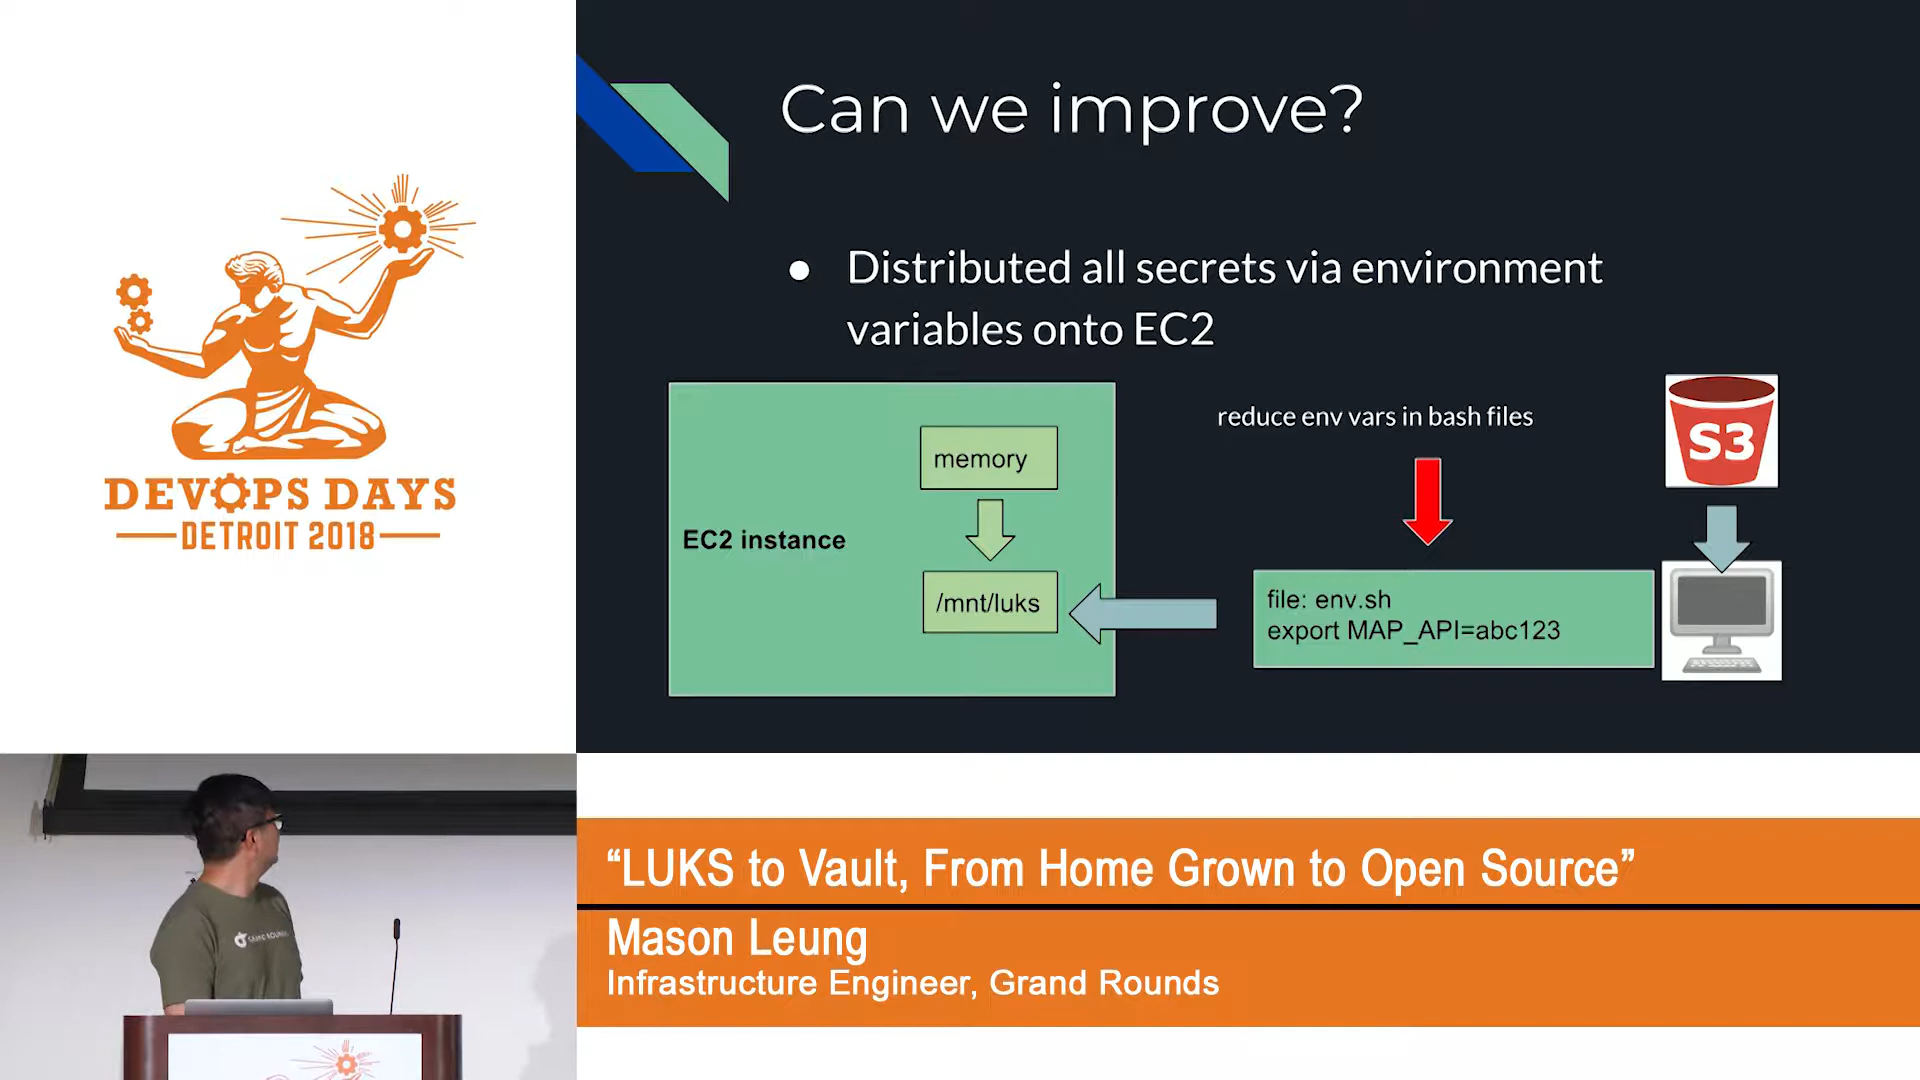 Can we improve?
● Distributed all secrets via environment
variables onto EC2
memory
EC2 instance
/mnt/luks
reduce env vars in bash files
S3
file: env.sh
export MAP_API=abc123
DEVOPS DAYS
DETROIT 2018
“LUKS to Vault, From Home Grown to Open Source”
Mason Leung
Infrastructure Engineer, Grand Rounds